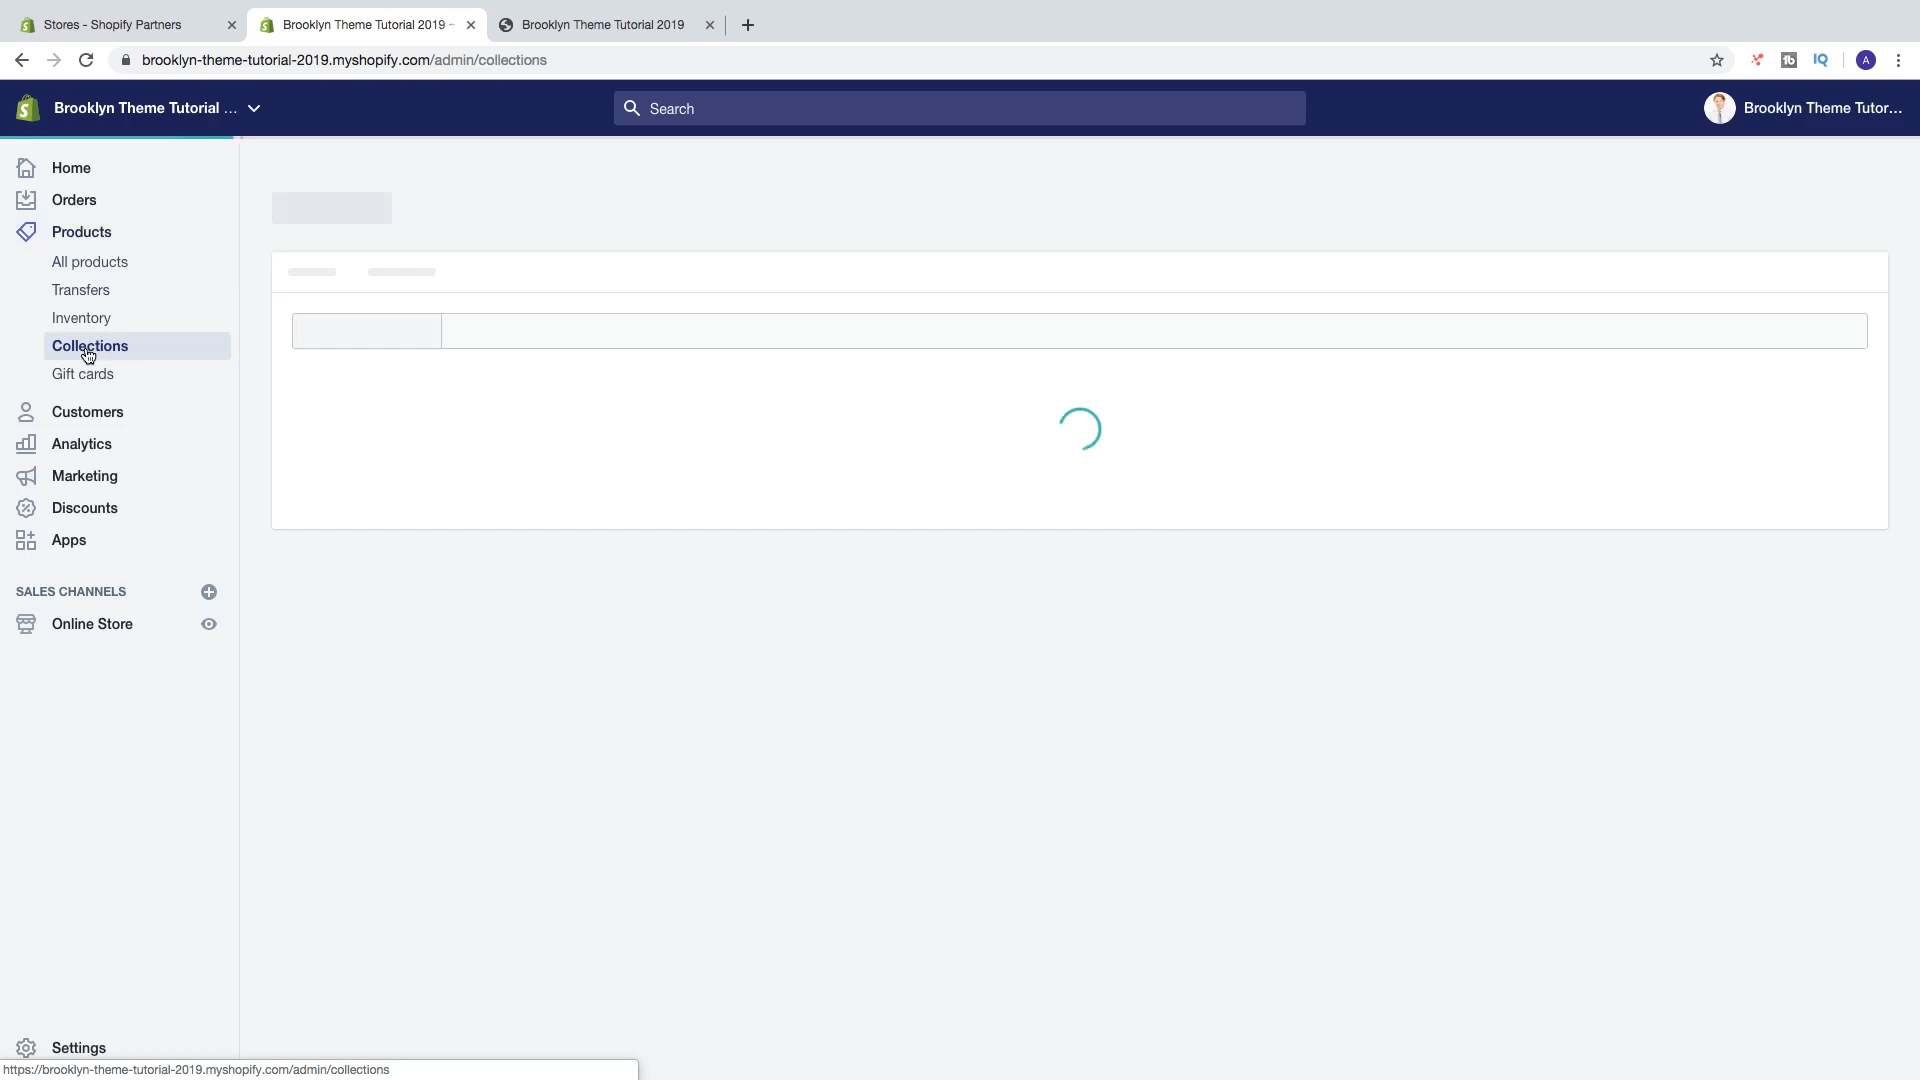 Stores - Shopify Partners
Brooklyn Theme Tutorial 2019 ~
Brooklyn Theme Tutorial 2019
brooklyn-theme-tutorial-2019.myshopify.com/admin/collections
A
Brooklyn Theme Tutorial ...
Search
Brooklyn Theme Tutor...
Home
Orders
Products
All products
Transfers
Inventory
Collections
Gift cards
Customers
Analytics
Marketing
Discounts
Apps
SALES CHANNELS
Online Store
Settings
https://brooklyn-theme-tutorial-2019.myshopify.com/admin/collections